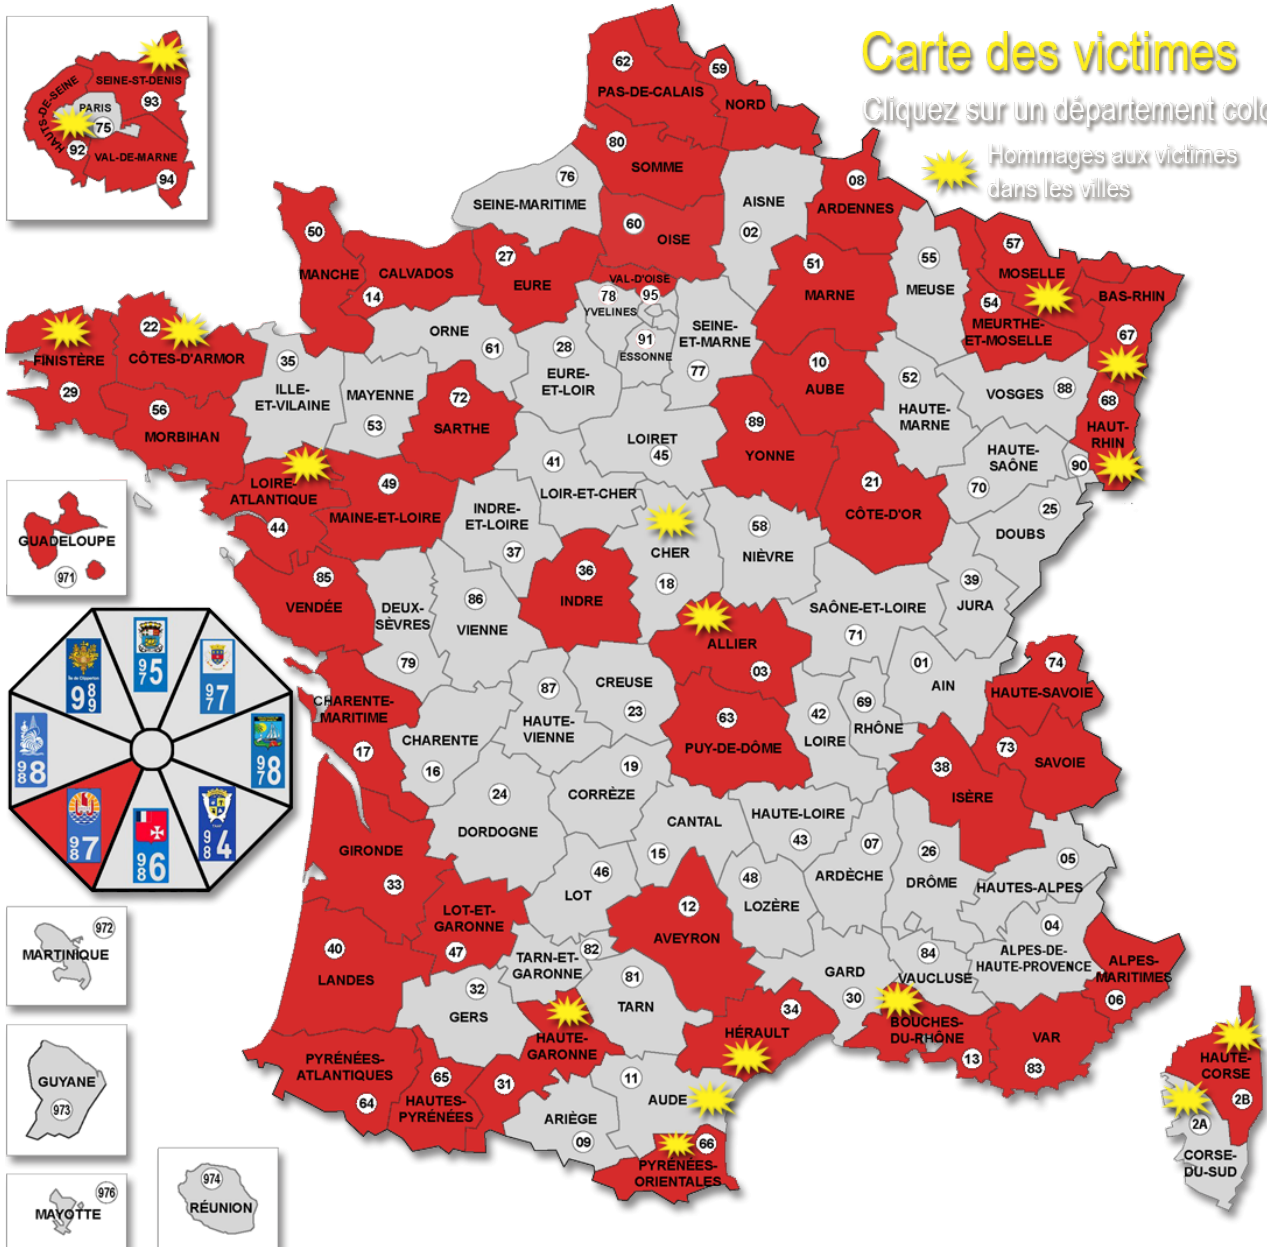 Carte des victimes
Cliquez sur un département colo
Hommages aux victimes
dans les villes
HAUTS-DE-SEINE
92
SEINE-ST-DENIS
93
PARIS
75
VAL-DE-MARNE
94
62
PAS-DE-CALAIS
59
NORD
80
SOMME
76
SEINE-MARITIME
60
OISE
AISNE
02
08
ARDENNES
50
MANCHE
CALVADOS
14
27
EURE
VAL-D'OISE
95
78
YVELINES
91
ESSONNE
SEINE-
ET-MARNE
77
51
MARNE
55
MEUSE
57
MOSELLE
54
MEURTHE-
ET-MOSELLE
BAS-RHIN
67
FINISTÈRE
29
22
CÔTES-D'ARMOR
56
MORBIHAN
35
ILLE-
ET-VILAINE
MAYENNE
53
ORNE
61
72
SARTHE
28
EURE-
ET-LOIR
10
AUBE
52
HAUTE-
MARNE
VOSGES
88
68
HAUT-
RHIN
90
LOIRE-
ATLANTIQUE
44
49
MAINE-ET-LOIRE
41
LOIR-ET-CHER
LOIRET
45
89
YONNE
21
CÔTE-D'OR
HAUTE-
SAÔNE
70
25
DOUBS
GUADELOUPE
971
85
VENDÉE
INDRE-
ET-LOIRE
37
36
INDRE
CHER
18
58
NIÈVRE
39
JURA
DEUX-
SÈVRES
79
86
VIENNE
ALLIER
03
SAÔNE-ET-LOIRE
71
01
AIN
74
HAUTE-SAVOIE
975
977
978
984
986
987
988
Île de Clipperton
989
CHARENTE-
MARITIME
17
CHARENTE
16
87
HAUTE-
VIENNE
CREUSE
23
63
PUY-DE-DÔME
42
LOIRE
69
RHÔNE
38
ISÈRE
73
SAVOIE
24
DORDOGNE
19
CORRÈZE
CANTAL
15
HAUTE-LOIRE
43
07
ARDÈCHE
26
DRÔME
05
HAUTES-ALPES
GIRONDE
33
LOT-ET-
GARONNE
47
46
LOT
12
AVEYRON
48
LOZÈRE
04
ALPES-DE-
HAUTE-PROVENCE
ALPES-
MARITIMES
06
972
MARTINIQUE
40
LANDES
32
GERS
TARN-ET-
GARONNE
82
81
TARN
GARD
30
84
VAUCLUSE
BOUCHES-
DU-RHÔNE
13
VAR
83
34
HÉRAULT
GUYANE
973
PYRÉNÉES-
ATLANTIQUES
64
65
HAUTES-
PYRÉNÉES
31
HAUTE-
GARONNE
ARIÈGE
09
11
AUDE
66
PYRÉNÉES-
ORIENTALES
HAUTE-
CORSE
2B
2A
CORSE-
DU-SUD
976
MAYOTTE
974
RÉUNION